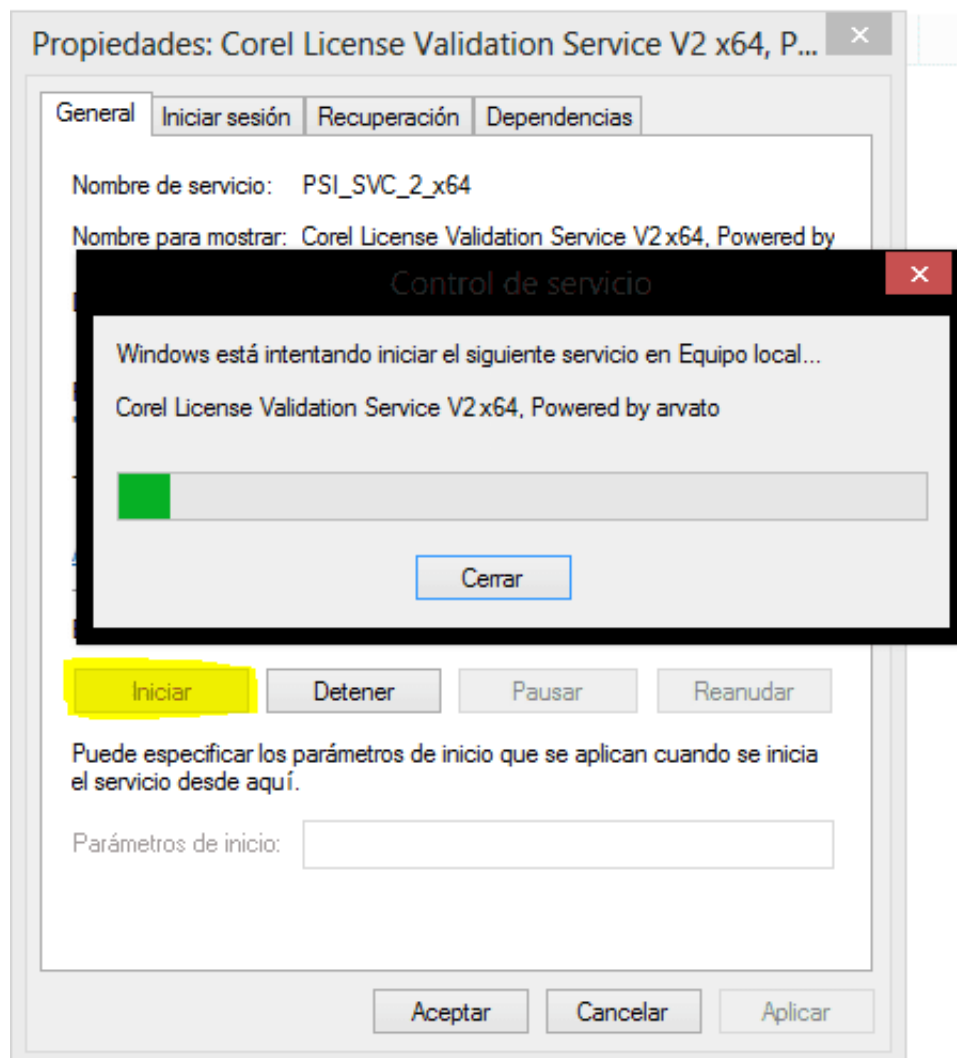 Propiedades: Corel License Validation Service V2 x64, P...
General Iniciar sesión Recuperación Dependencias
Nombre de servicio: PSI_SVC_2_x64
Nombre para mostrar: Corel License Validation Service V2 x64, Powered by
Control de servicio
Windows está intentando iniciar el siguiente servicio en Equipo local...
Corel License Validation Service V2 x64, Powered by arvato
Cerrar
Iniciar Detener Pausar Reanudar
Puede especificar los parámetros de inicio que se aplican cuando se inicia
el servicio desde aquí.
Parámetros de inicio:
Aceptar Cancelar Aplicar